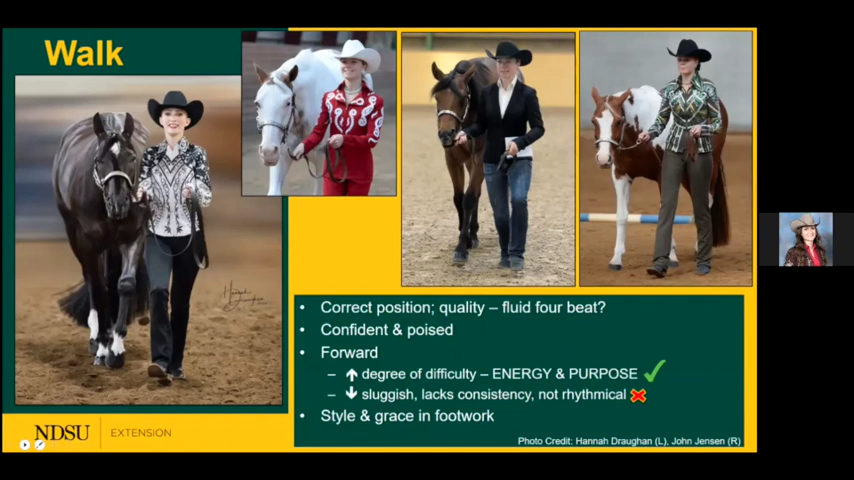 Walk
• Correct position; quality – fluid four beat?
• Confident & poised
• Forward
– ⬆ degree of difficulty – ENERGY & PURPOSE ✓
– ⬇ sluggish, lacks consistency, not rhythmical ✗
• Style & grace in footwork
Photo Credit: Hannah Draughan (L), John Jensen (R)
NDSU EXTENSION